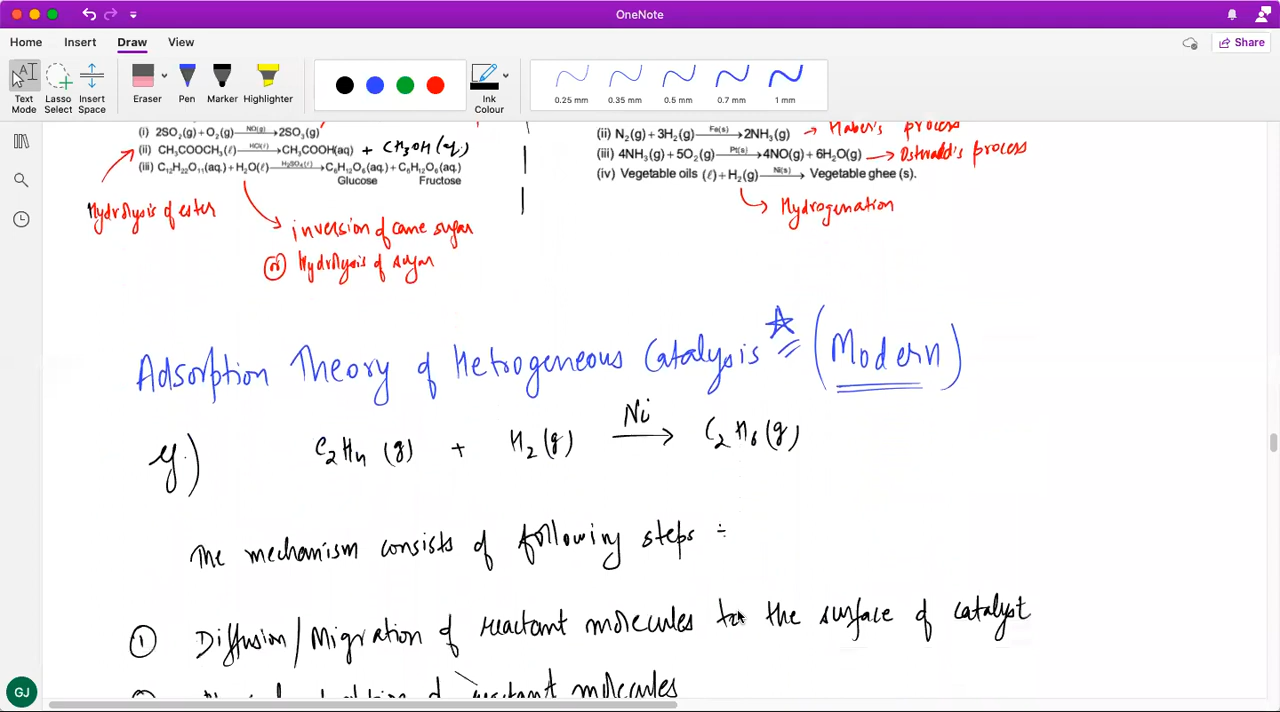 OneNote
Home Insert Draw View
Share
Text Mode
Lasso Select
Insert Space
Eraser
Pen
Marker
Highlighter
Ink Colour
0.25 mm 0.35 mm 0.5 mm 0.7 mm 1 mm
(i) 2SO₂(g) + O₂(g) —NO(g)→ 2SO₃(g)
(ii) CH₃COOCH₃(ℓ) —HCl(ℓ)→ CH₃COOH(aq) + CH₃OH(aq.)
(iii) C₁₂H₂₂O₁₁(aq.) + H₂O(ℓ) —H₂SO₄(ℓ)→ C₆H₁₂O₆(aq.) + C₆H₁₂O₆(aq.)
Glucose Fructose
Hydrolysis of ester
inversion of cane sugar
Hydrolysis of sugar
(ii) N₂(g) + 3H₂(g) —Fe(s)→ 2NH₃(g) → Haber's process
(iii) 4NH₃(g) + 5O₂(g) —Pt(s)→ 4NO(g) + 6H₂O(g) → Ostwald's process
(iv) Vegetable oils (ℓ) + H₂(g) —Ni(s)→ Vegetable ghee (s).
Hydrogenation
Adsorption Theory of Hetrogeneous Catalysis (Modern)
eg.) C₂H₄ (g) + H₂ (g) —Ni→ C₂H₆ (g)
The mechanism consists of following steps ÷
① Diffusion/Migration of reactant molecules to the surface of catalyst
of reactant molecules
GJ